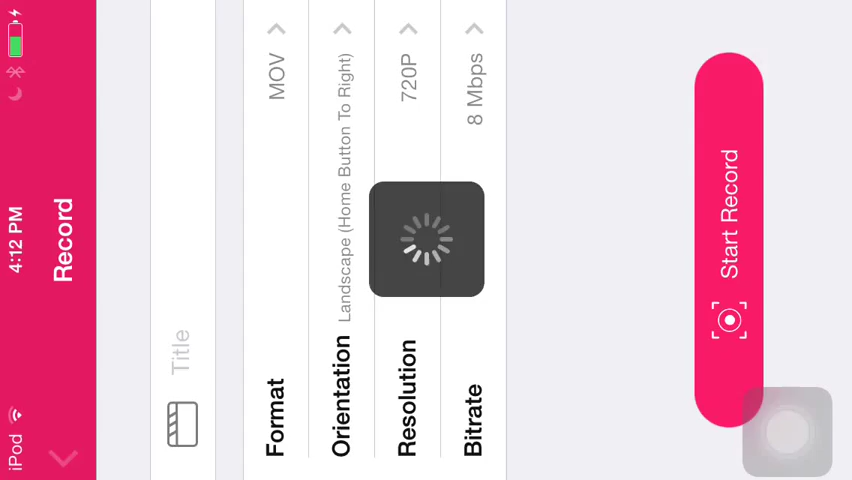 iPod 4:12 PM
Record
Title
Format MOV
Orientation Landscape (Home Button To Right)
Resolution 720P
Bitrate 8 Mbps
Start Record